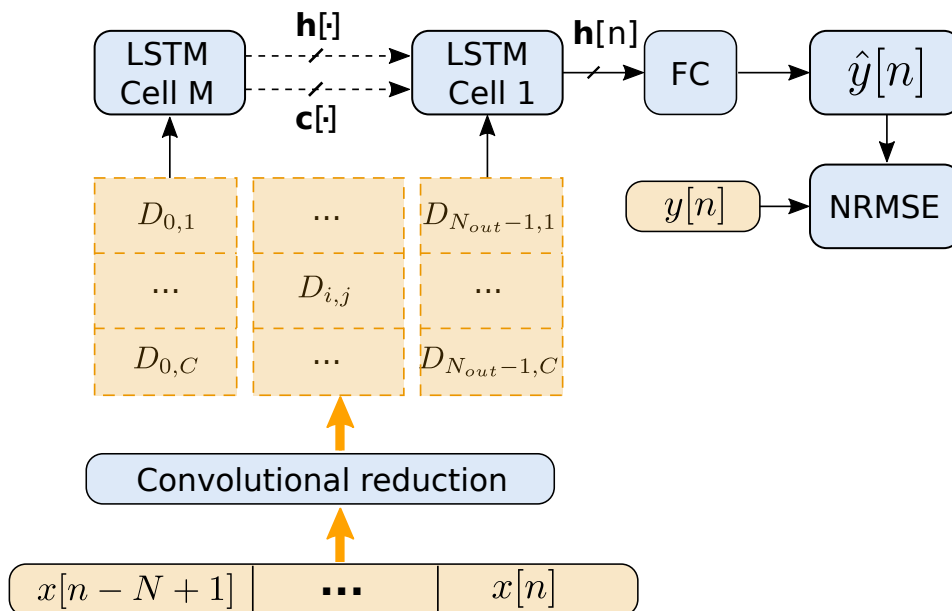 h[·]
LSTM
Cell M
c[·]
LSTM
Cell 1
h[n]
FC
ŷ[n]
y[n]
NRMSE
D_{0,1} ... D_{N_{out}-1,1}
... D_{i,j} ...
D_{0,C} ... D_{N_{out}-1,C}
Convolutional reduction
x[n − N + 1] ... x[n]